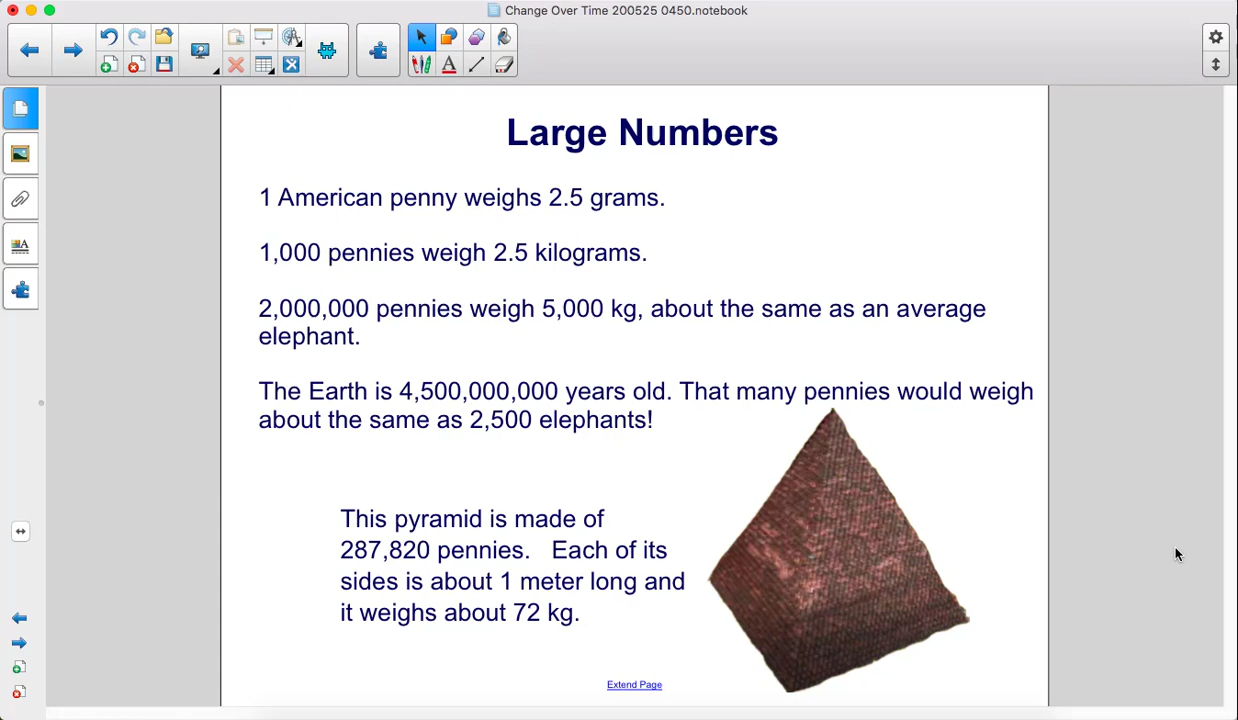 Change Over Time 200525 0450.notebook
Large Numbers
1 American penny weighs 2.5 grams.
1,000 pennies weigh 2.5 kilograms.
2,000,000 pennies weigh 5,000 kg, about the same as an average
elephant.
The Earth is 4,500,000,000 years old. That many pennies would weigh
about the same as 2,500 elephants!
This pyramid is made of
287,820 pennies. Each of its
sides is about 1 meter long and
it weighs about 72 kg.
Extend Page